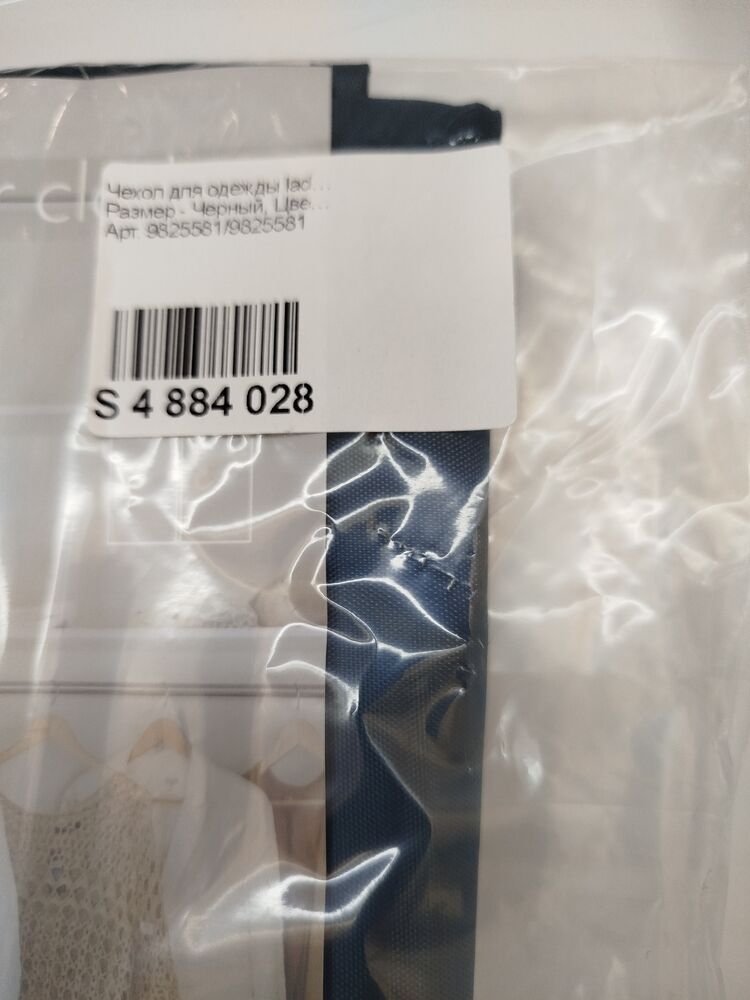 Чехол для одежды lad...
Размер - Черный, Цве...
Арт. 9825581/9825581
S 4 884 028